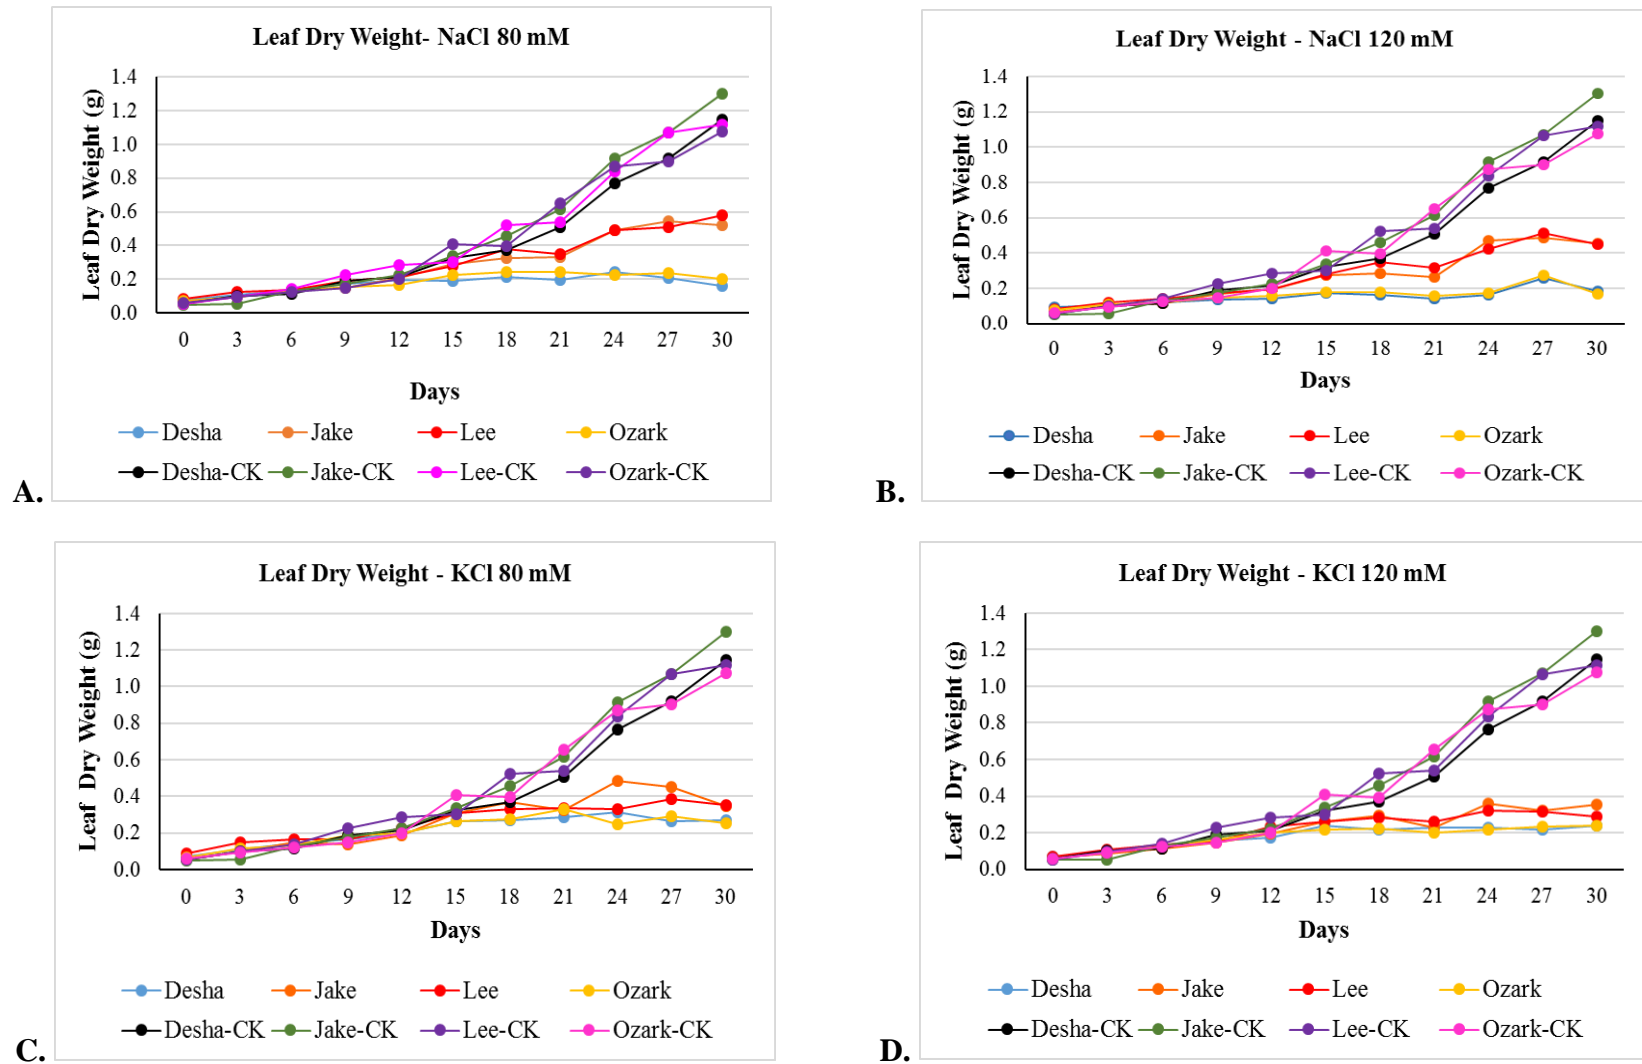 Leaf Dry Weight- NaCl 80 mM
Leaf Dry Weight (g)
1.4
1.2
1.0
0.8
0.6
0.4
0.2
0.0
0 3 6 9 12 15 18 21 24 27 30
Days
Desha Jake Lee Ozark
Desha-CK Jake-CK Lee-CK Ozark-CK
A.
Leaf Dry Weight - NaCl 120 mM
Leaf Dry Weight (g)
1.4
1.2
1.0
0.8
0.6
0.4
0.2
0.0
0 3 6 9 12 15 18 21 24 27 30
Days
Desha Jake Lee Ozark
Desha-CK Jake-CK Lee-CK Ozark-CK
B.
Leaf Dry Weight - KCl 80 mM
Leaf Dry Weight (g)
1.4
1.2
1.0
0.8
0.6
0.4
0.2
0.0
0 3 6 9 12 15 18 21 24 27 30
Days
Desha Jake Lee Ozark
Desha-CK Jake-CK Lee-CK Ozark-CK
C.
Leaf Dry Weight - KCl 120 mM
Leaf Dry Weight (g)
1.4
1.2
1.0
0.8
0.6
0.4
0.2
0.0
0 3 6 9 12 15 18 21 24 27 30
Days
Desha Jake Lee Ozark
Desha-CK Jake-CK Lee-CK Ozark-CK
D.